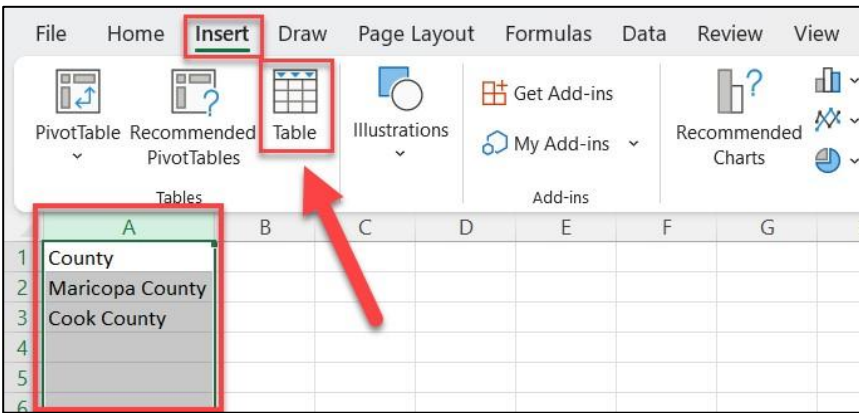 File Home Insert Draw Page Layout Formulas Data Review View
PivotTable
Recommended
PivotTables
Table
Tables
Illustrations
Get Add-ins
My Add-ins
Add-ins
Recommended
Charts
A B C D E F G
1 County
2 Maricopa County
3 Cook County
4
5
6